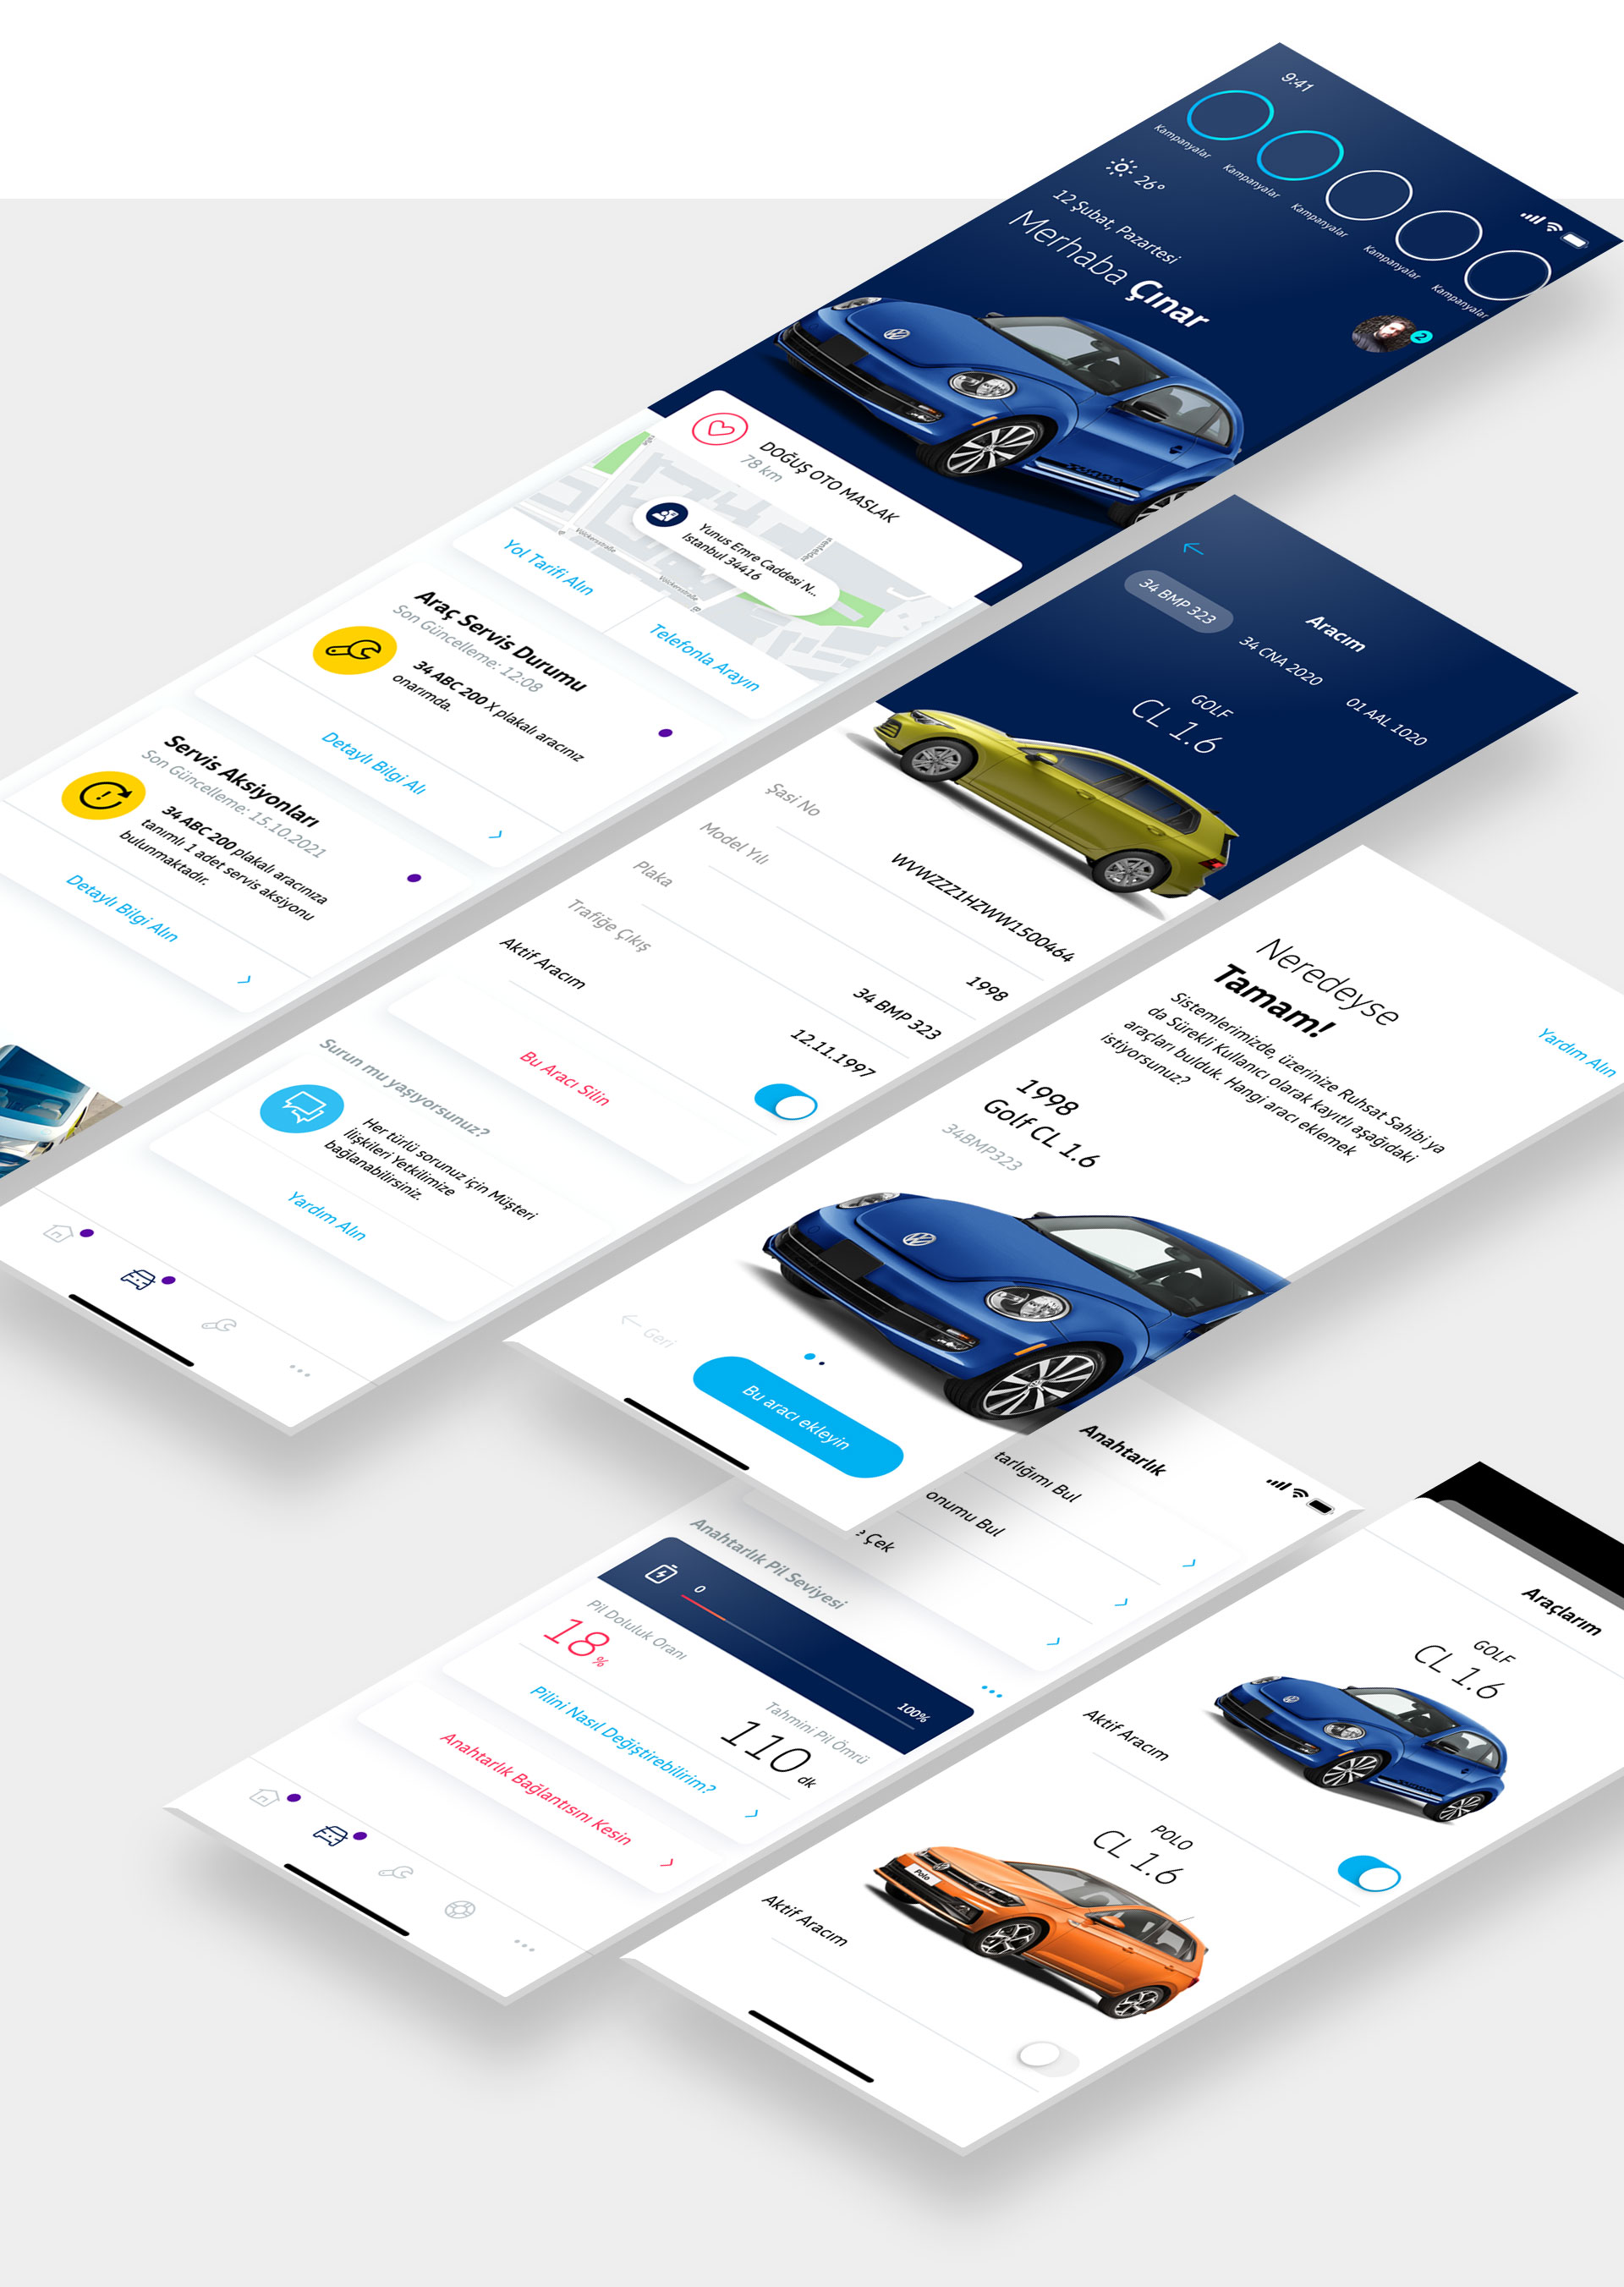 9:41
Kampanyalar
Kampanyalar
Kampanyalar
Kampanyalar
Kampanyalar
26°
12 Şubat, Pazartesi
Merhaba Çınar
2
DOĞUŞ OTO MASLAK
78 km
Yunus Emre Caddesi N...
Istanbul 34416
Völckersstraße
Völckersstraße
Yol Tarifi Alın
Telefonla Arayın
Araç Servis Durumu
Son Güncelleme: 12:08
34 ABC 200 X plakalı aracınız
onarımda.
Detaylı Bilgi Alı
Servis Aksiyonları
Son Güncelleme: 15.10.2021
34 ABC 200 plakalı aracınıza
tanımlı 1 adet servis aksiyonu
bulunmaktadır.
Detaylı Bilgi Alın
Aracım
34 BMP 323
34 CNA 2020
01 AAL 1020
GOLF
CL 1.6
Şasi No
WVWZZZ1HZWW1500464
Model Yılı
1998
Plaka
34 BMP 323
Trafiğe Çıkış
12.11.1997
Aktif Aracım
Bu Aracı Silin
Surun mu yaşıyorsunuz?
Her türlü sorunuz için Müşteri
İlişkileri Yetkilimize
bağlanabilirsiniz.
Yardım Alın
Yardım Alın
Neredeyse
Tamam!
Sistemlerimizde, üzerinize Ruhsat Sahibi ya
da Sürekli Kullanıcı olarak kayıtlı aşağıdaki
araçları bulduk. Hangi aracı eklemek
istiyorsunuz?
1998
Golf CL 1.6
34BMP323
Geri
Bu aracı ekleyin
Anahtarlık
tarlığımı Bul
onumu Bul
Çek
Anahtarlık Pil Seviyesi
0
100%
Pil Doluluk Oranı
18 %
Tahmini Pil Ömrü
110 dk
Pilini Nasıl Değiştirebilirim?
Anahtarlık Bağlantısını Kesin
Araçlarım
GOLF
CL 1.6
Aktif Aracım
POLO
CL 1.6
Polo
Aktif Aracım